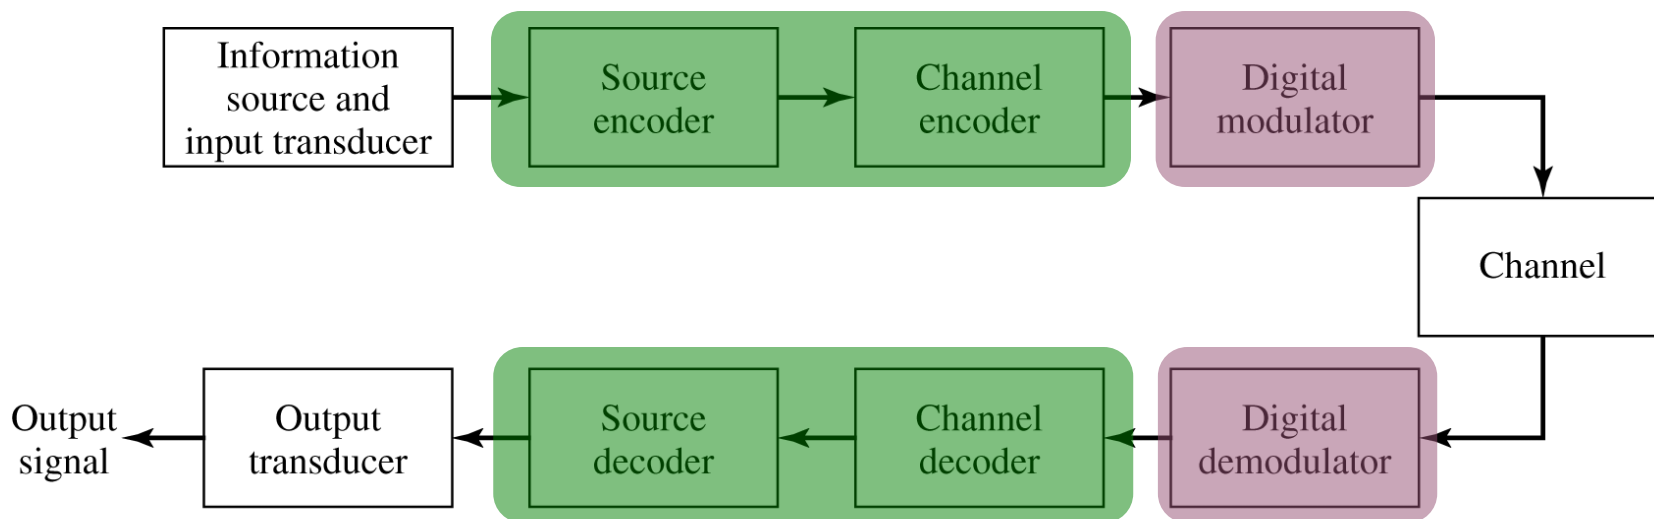 Information
source and
input transducer
Source
encoder
Channel
encoder
Digital
modulator
Channel
Output
signal
Output
transducer
Source
decoder
Channel
decoder
Digital
demodulator